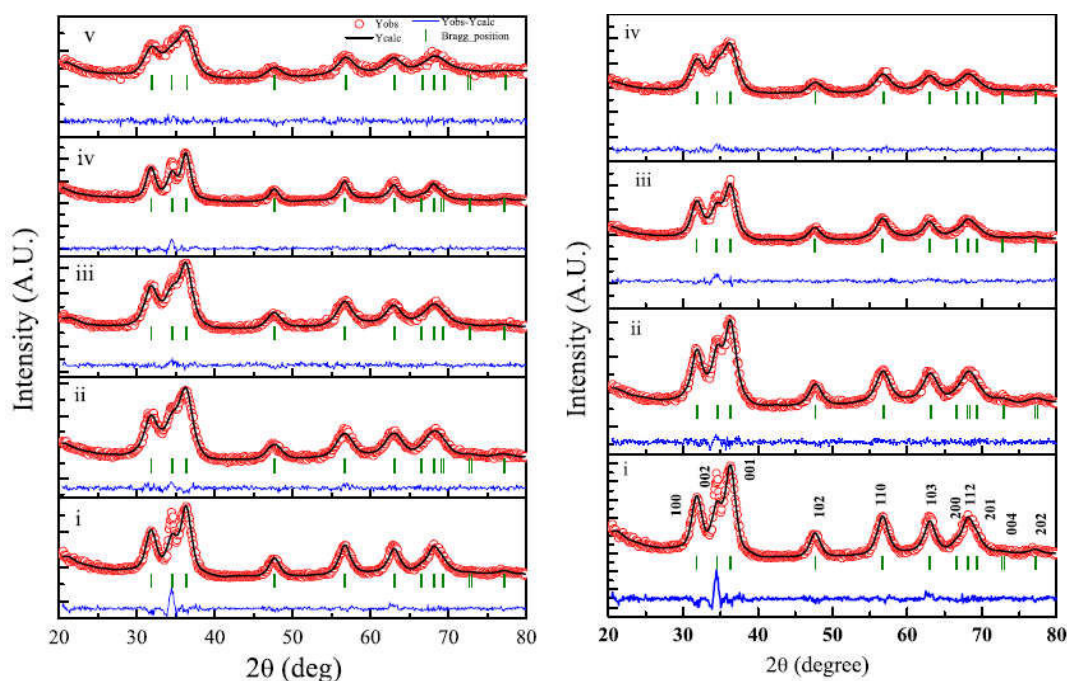 v
Yobs
Yobs-Ycalc
Ycalc
Bragg_position
iv
iii
ii
i
20 30 40 50 60 70 80
2θ (deg)
Intensity (A.U.)
iv
iii
ii
i
100
002
001
102
110
103
200
112
201
004
202
20 30 40 50 60 70 80
2θ (degree)
Intensity (A.U.)